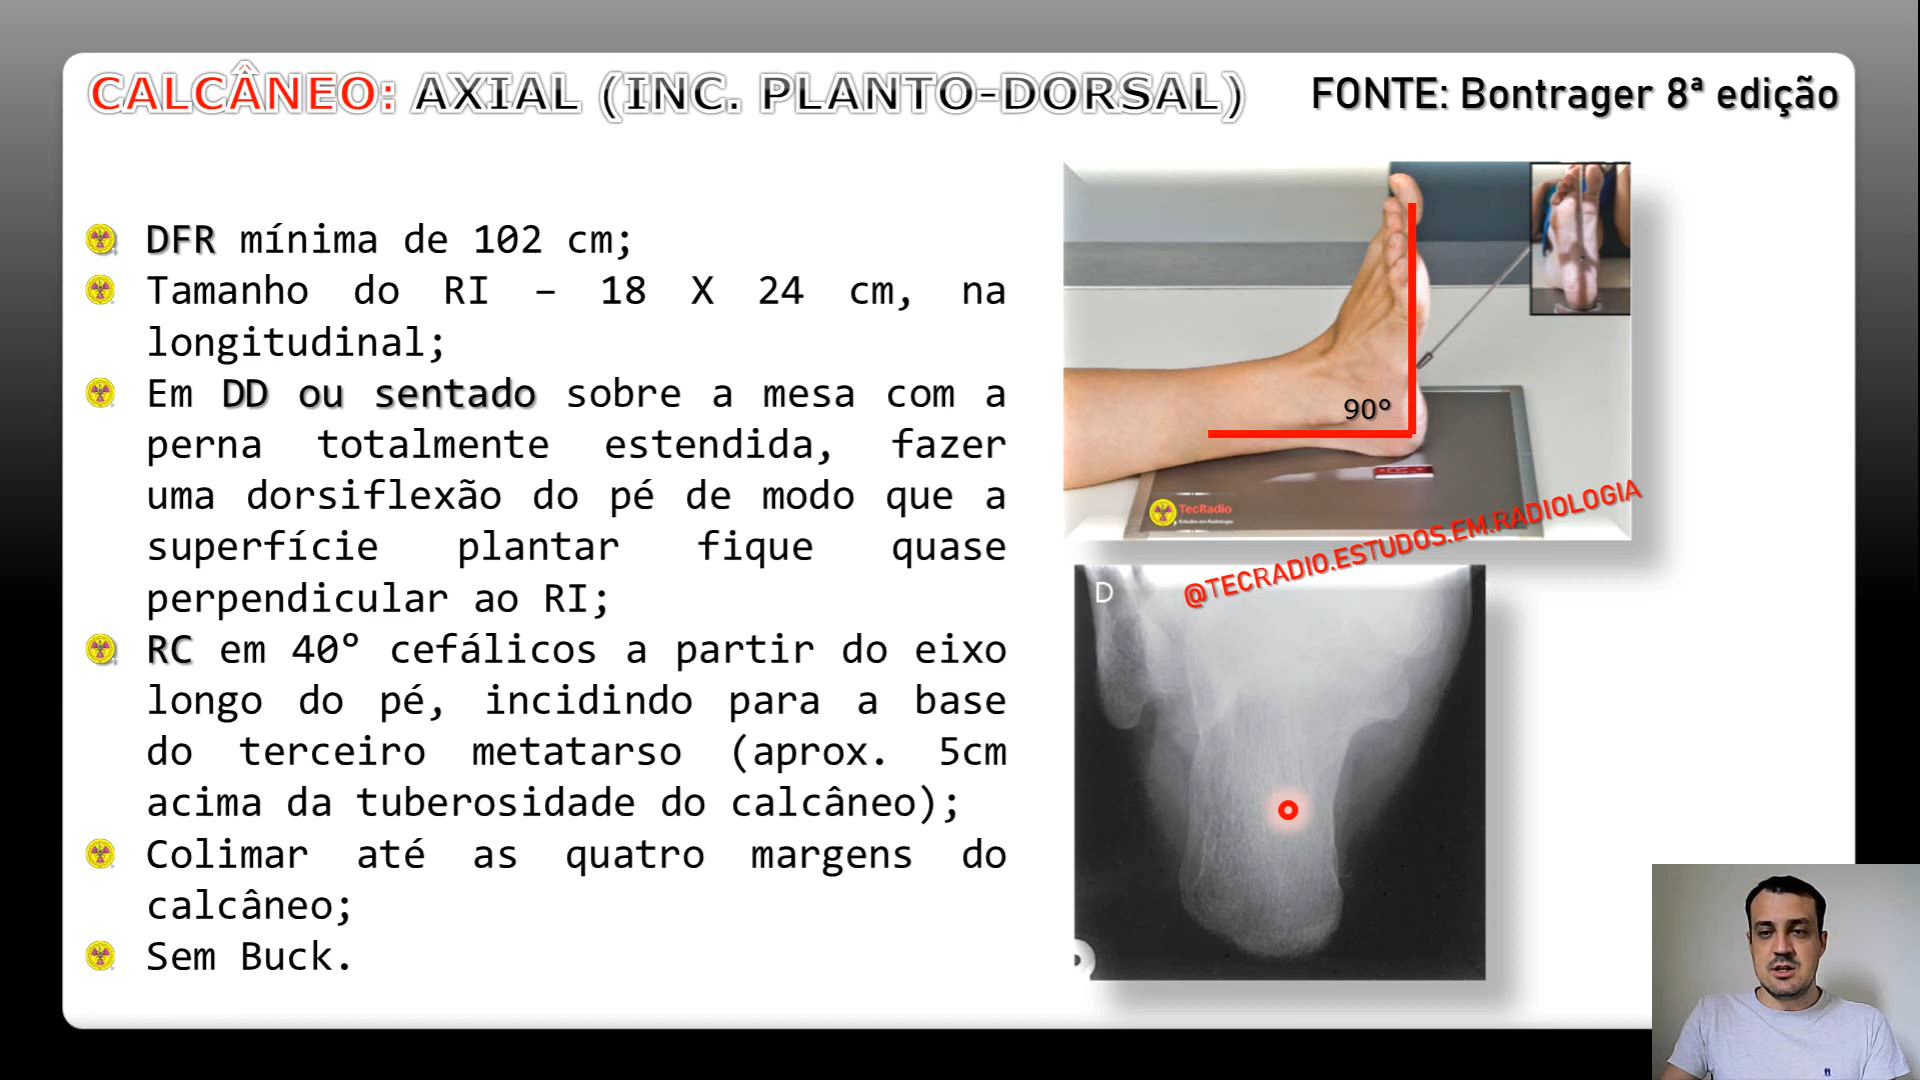 CALCÂNEO: AXIAL (INC. PLANTO-DORSAL)
FONTE: Bontrager 8ª edição
DFR mínima de 102 cm;
Tamanho do RI – 18 X 24 cm, na
longitudinal;
Em DD ou sentado sobre a mesa com a
perna totalmente estendida, fazer
uma dorsiflexão do pé de modo que a
superfície plantar fique quase
perpendicular ao RI;
RC em 40º cefálicos a partir do eixo
longo do pé, incidindo para a base
do terceiro metatarso (aprox. 5cm
acima da tuberosidade do calcâneo);
Colimar até as quatro margens do
calcâneo;
Sem Buck.
90°
TecRadio
Estudos em Radiologia
@TECRADIO.ESTUDOS.EM.RADIOLOGIA
D